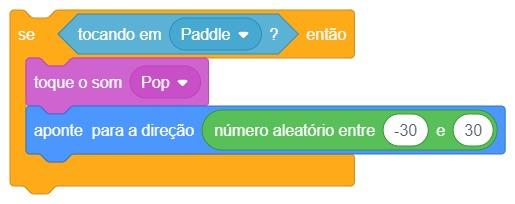 se tocando em Paddle ? então
toque o som Pop
aponte para a direção número aleatório entre -30 e 30